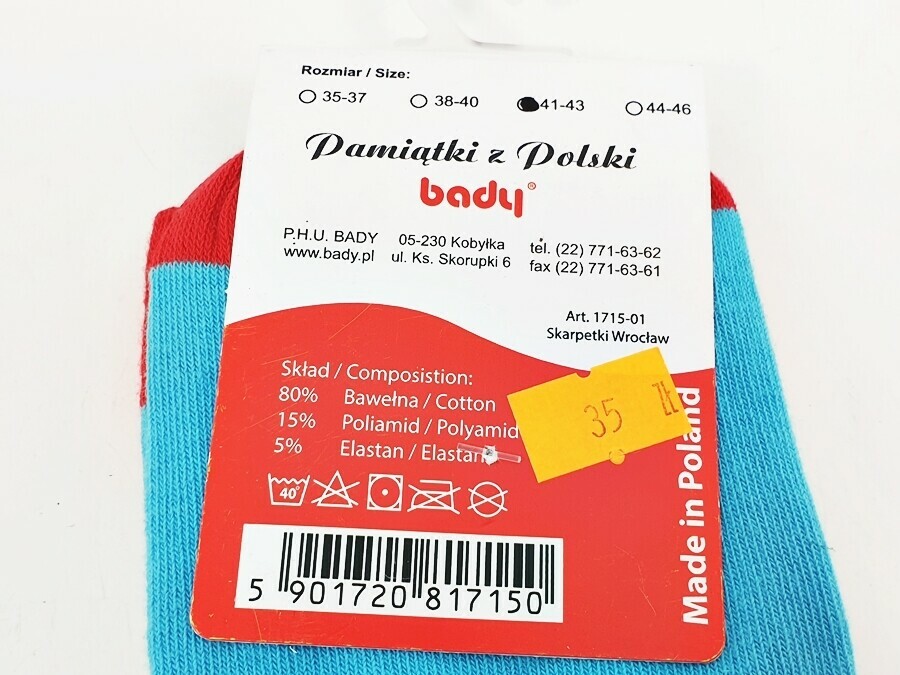 Rozmiar / Size:
35-37 38-40 41-43 44-46
Pamiątki z Polski
bady®
P.H.U. BADY 05-230 Kobyłka tel. (22) 771-63-62
www.bady.pl ul. Ks. Skorupki 6 fax (22) 771-63-61
Art. 1715-01
Skarpetki Wrocław
Skład / Composistion:
80% Bawełna / Cotton
15% Poliamid / Polyamid
5% Elastan / Elastan
35 zł
40°
Made in Poland
5 901720 817150